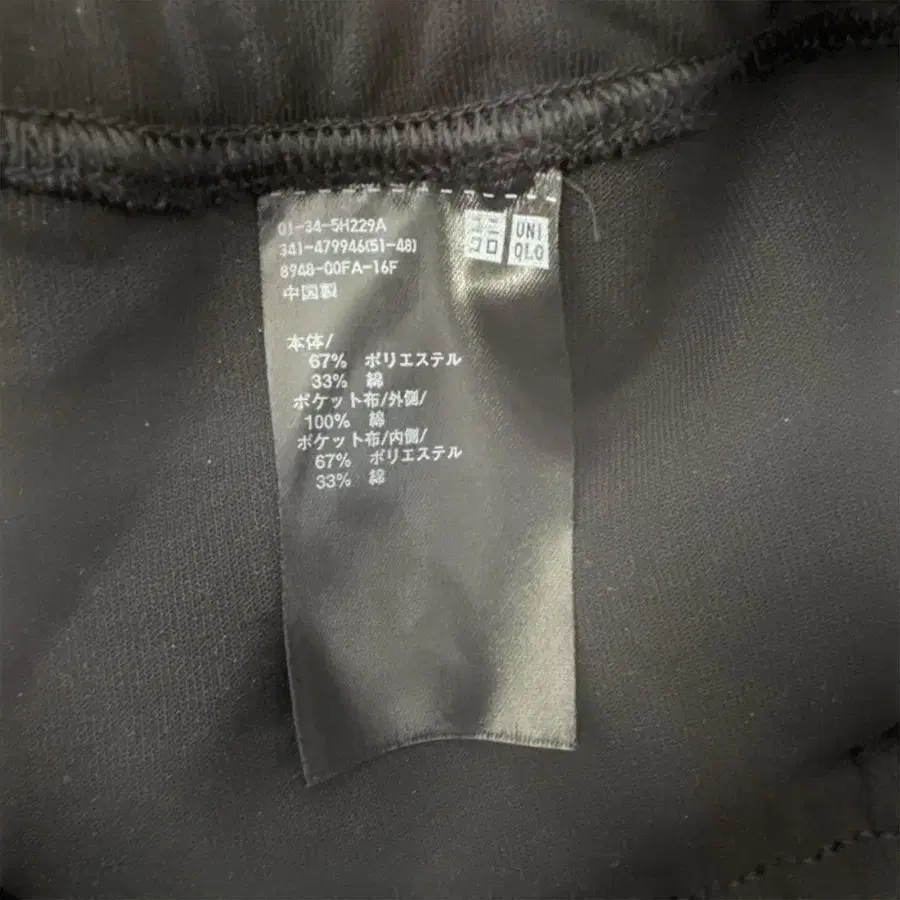 01-34-5H229A
341-479946(51-48)
8948-00FA-16F
中国製
ユニ
クロ
UNI
QLO
本体/
67% ポリエステル
33% 綿
ポケット布/外側/
100% 綿
ポケット布/内側/
67% ポリエステル
33% 綿